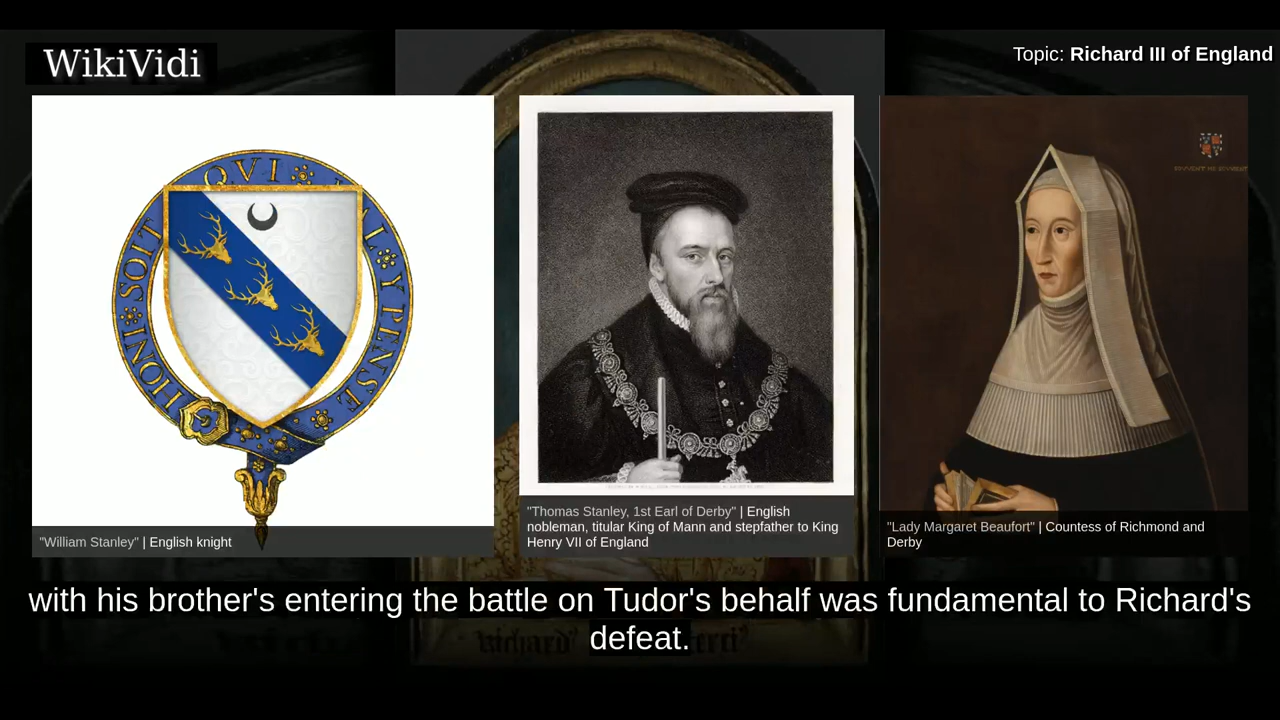 WikiVidi
Topic: Richard III of England
QVI
HONI SOIT
MAL Y PENSE
"William Stanley" | English knight
"Thomas Stanley, 1st Earl of Derby" | English
nobleman, titular King of Mann and stepfather to King
Henry VII of England
"Lady Margaret Beaufort" | Countess of Richmond and
Derby
with his brother's entering the battle on Tudor's behalf was fundamental to Richard's
defeat.